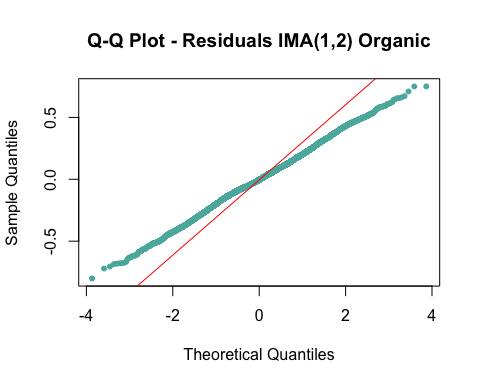 Q-Q Plot - Residuals IMA(1,2) Organic
Sample Quantiles
0.5
0.0
-0.5
-4 -2 0 2 4
Theoretical Quantiles